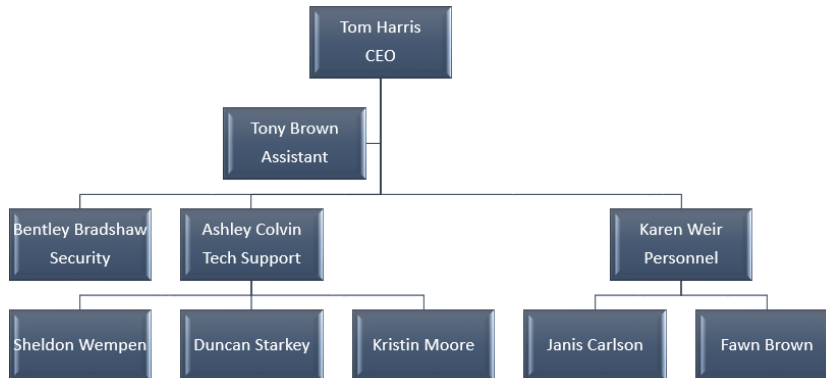 Tom Harris
CEO
Tony Brown
Assistant
Bentley Bradshaw
Security
Ashley Colvin
Tech Support
Karen Weir
Personnel
Sheldon Wempen
Duncan Starkey
Kristin Moore
Janis Carlson
Fawn Brown